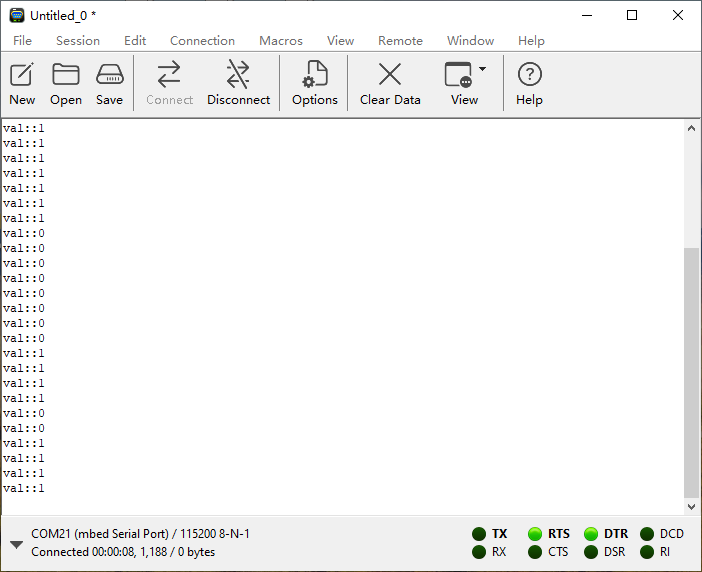 Untitled_0 *
File Session Edit Connection Macros View Remote Window Help
New Open Save Connect Disconnect Options Clear Data View Help
val::1
val::1
val::1
val::1
val::1
val::1
val::1
val::0
val::0
val::0
val::0
val::0
val::0
val::0
val::0
val::1
val::1
val::1
val::1
val::0
val::0
val::1
val::1
val::1
val::1
COM21 (mbed Serial Port) / 115200 8-N-1
TX RTS DTR DCD
Connected 00:00:08, 1,188 / 0 bytes
RX CTS DSR RI